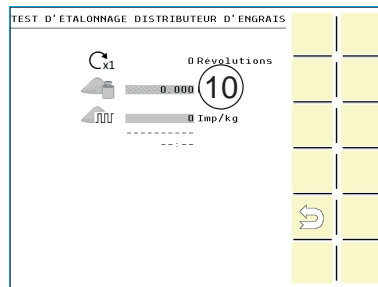 TEST D'ÉTALONNAGE DISTRIBUTEUR D'ENGRAIS
x1 0 Révolutions
0.000 10
0 Imp/kg
----------
--:--